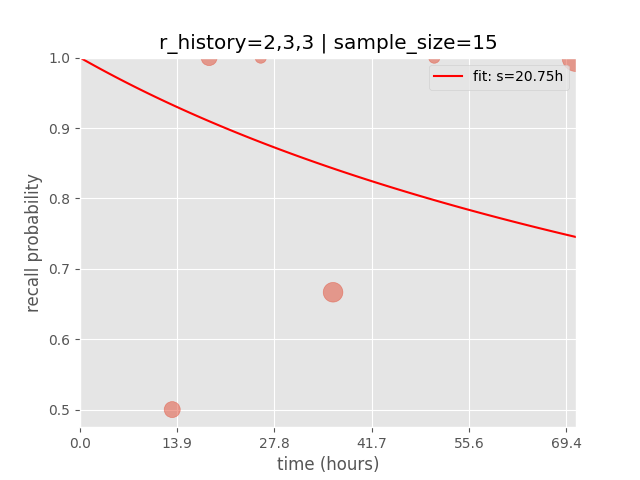 r_history=2,3,3 | sample_size=15
fit: s=20.75h
recall probability
1.0
0.9
0.8
0.7
0.6
0.5
0.0 13.9 27.8 41.7 55.6 69.4
time (hours)